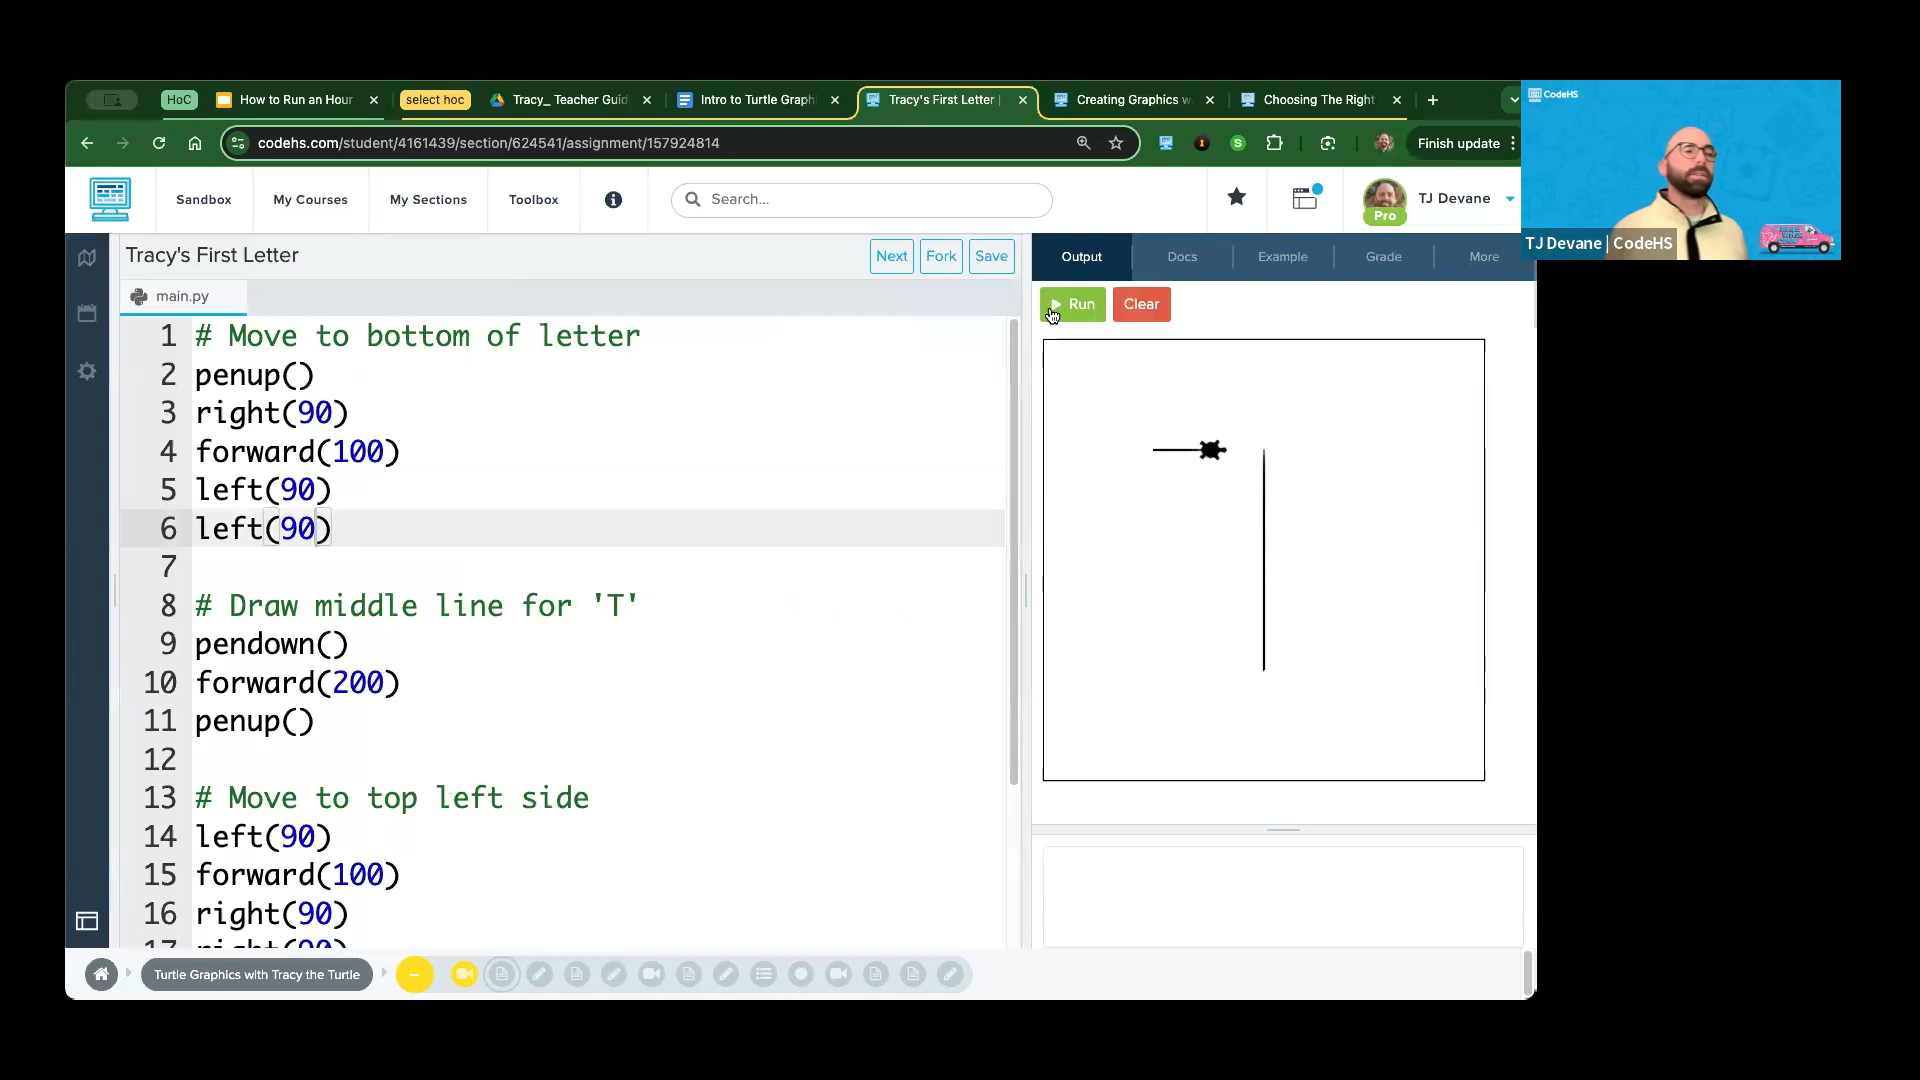 HoC
How to Run an Hour
select hoc
Tracy_ Teacher Guid
Intro to Turtle Graph
Tracy's First Letter
Creating Graphics w
Choosing The Right
codehs.com/student/4161439/section/624541/assignment/157924814
Finish update
CodeHS
TJ Devane | CodeHS
Sandbox
My Courses
My Sections
Toolbox
Search...
Pro
TJ Devane
Tracy's First Letter
Next
Fork
Save
Output
Docs
Example
Grade
More
main.py
Run
Clear
1 # Move to bottom of letter
2 penup()
3 right(90)
4 forward(100)
5 left(90)
6 left(90)
7
8 # Draw middle line for 'T'
9 pendown()
10 forward(200)
11 penup()
12
13 # Move to top left side
14 left(90)
15 forward(100)
16 right(90)
17 right(90)
Turtle Graphics with Tracy the Turtle